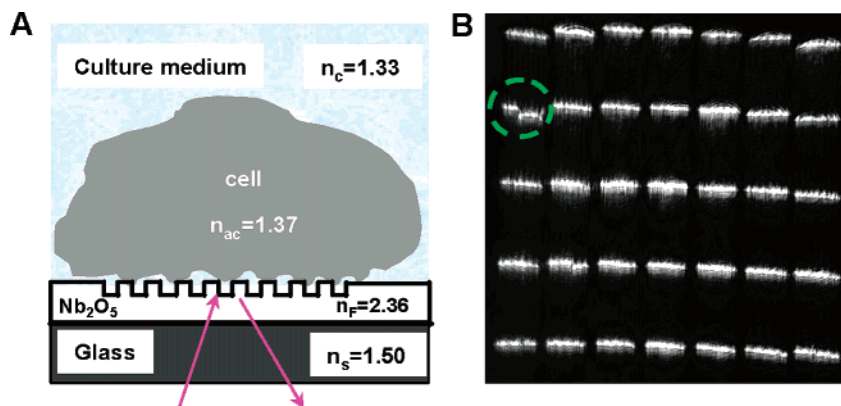 A
B
Culture medium
n_c=1.33
cell
n_ac=1.37
Nb₂O₅
n_F=2.36
Glass
n_s=1.50